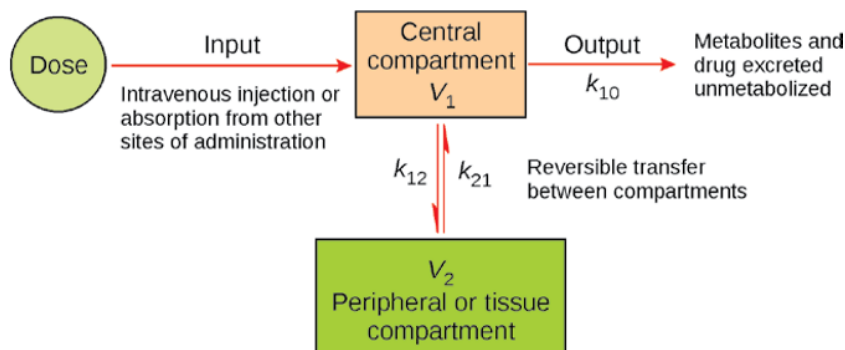 Dose
Input
Intravenous injection or
absorption from other
sites of administration
Central
compartment
V₁
Output
k₁₀
Metabolites and
drug excreted
unmetabolized
k₁₂
k₂₁
Reversible transfer
between compartments
V₂
Peripheral or tissue
compartment